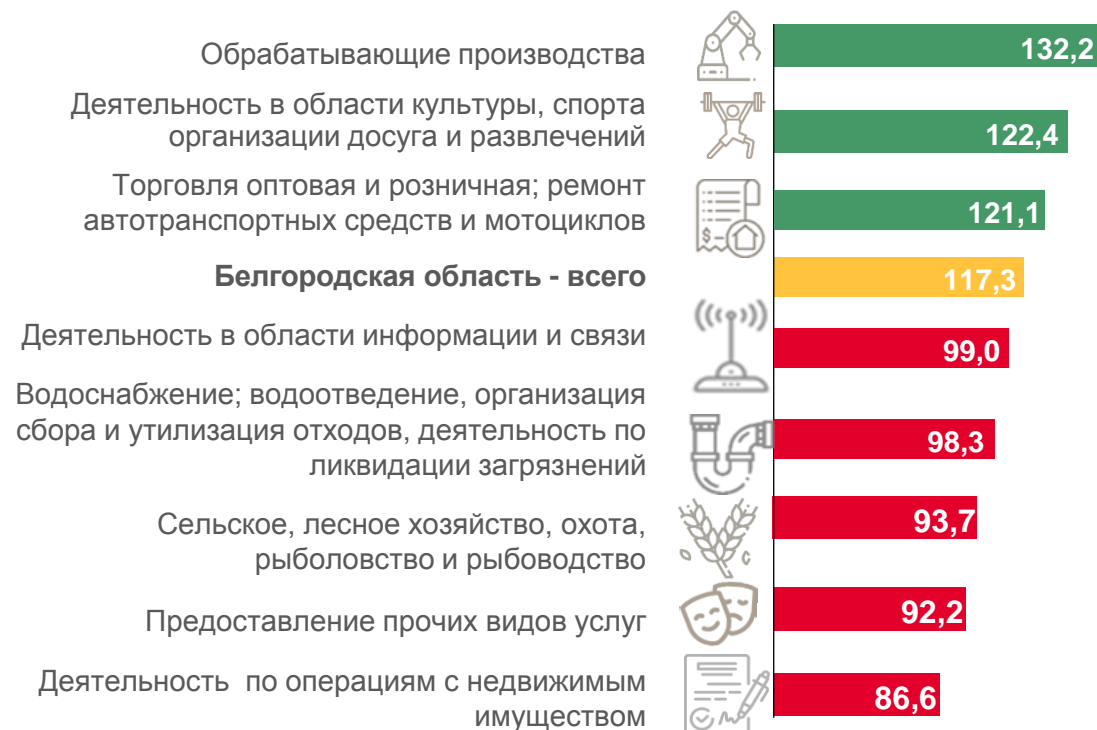 Обрабатывающие производства
132,2
Деятельность в области культуры, спорта
организации досуга и развлечений
122,4
Торговля оптовая и розничная; ремонт
автотранспортных средств и мотоциклов
121,1
Белгородская область - всего
117,3
Деятельность в области информации и связи
99,0
Водоснабжение; водоотведение, организация
сбора и утилизация отходов, деятельность по
ликвидации загрязнений
98,3
Сельское, лесное хозяйство, охота,
рыболовство и рыбоводство
93,7
Предоставление прочих видов услуг
92,2
Деятельность  по операциям с недвижимым
имуществом
86,6